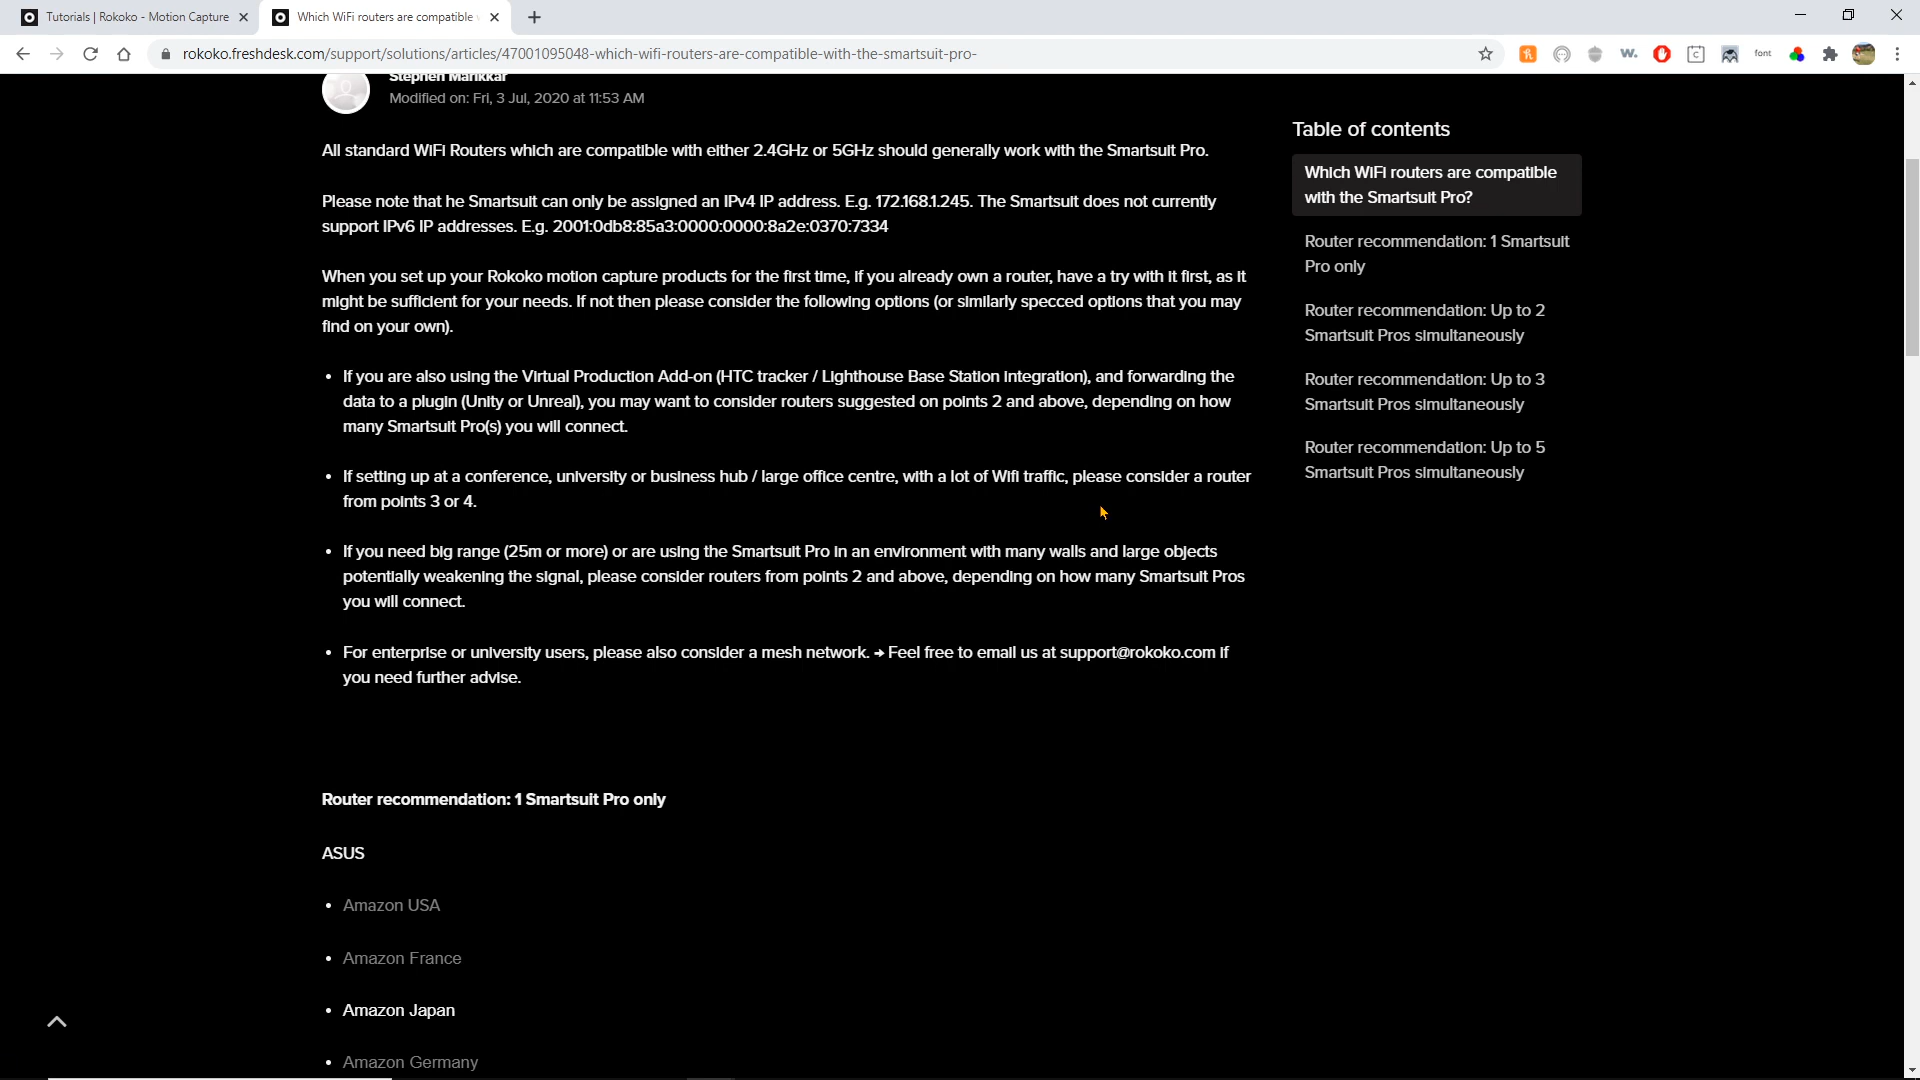 Tutorials | Rokoko - Motion Capture
Which WiFi routers are compatible
rokoko.freshdesk.com/support/solutions/articles/47001095048-which-wifi-routers-are-compatible-with-the-smartsuit-pro-
font
Stephen Marikkar
Modified on: Fri, 3 Jul, 2020 at 11:53 AM
All standard WiFi Routers which are compatible with either 2.4GHz or 5GHz should generally work with the Smartsuit Pro.
Please note that he Smartsuit can only be assigned an IPv4 IP address. E.g. 172.168.1.245. The Smartsuit does not currently
support IPv6 IP addresses. E.g. 2001:0db8:85a3:0000:0000:8a2e:0370:7334
When you set up your Rokoko motion capture products for the first time, if you already own a router, have a try with it first, as it
might be sufficient for your needs. If not then please consider the following options (or similarly specced options that you may
find on your own).
• If you are also using the Virtual Production Add-on (HTC tracker / Lighthouse Base Station integration), and forwarding the
data to a plugin (Unity or Unreal), you may want to consider routers suggested on points 2 and above, depending on how
many Smartsuit Pro(s) you will connect.
• If setting up at a conference, university or business hub / large office centre, with a lot of Wifi traffic, please consider a router
from points 3 or 4.
• If you need big range (25m or more) or are using the Smartsuit Pro in an environment with many walls and large objects
potentially weakening the signal, please consider routers from points 2 and above, depending on how many Smartsuit Pros
you will connect.
• For enterprise or university users, please also consider a mesh network. → Feel free to email us at support@rokoko.com if
you need further advise.
Router recommendation: 1 Smartsuit Pro only
ASUS
• Amazon USA
• Amazon France
• Amazon Japan
• Amazon Germany
Table of contents
Which WiFi routers are compatible
with the Smartsuit Pro?
Router recommendation: 1 Smartsuit
Pro only
Router recommendation: Up to 2
Smartsuit Pros simultaneously
Router recommendation: Up to 3
Smartsuit Pros simultaneously
Router recommendation: Up to 5
Smartsuit Pros simultaneously